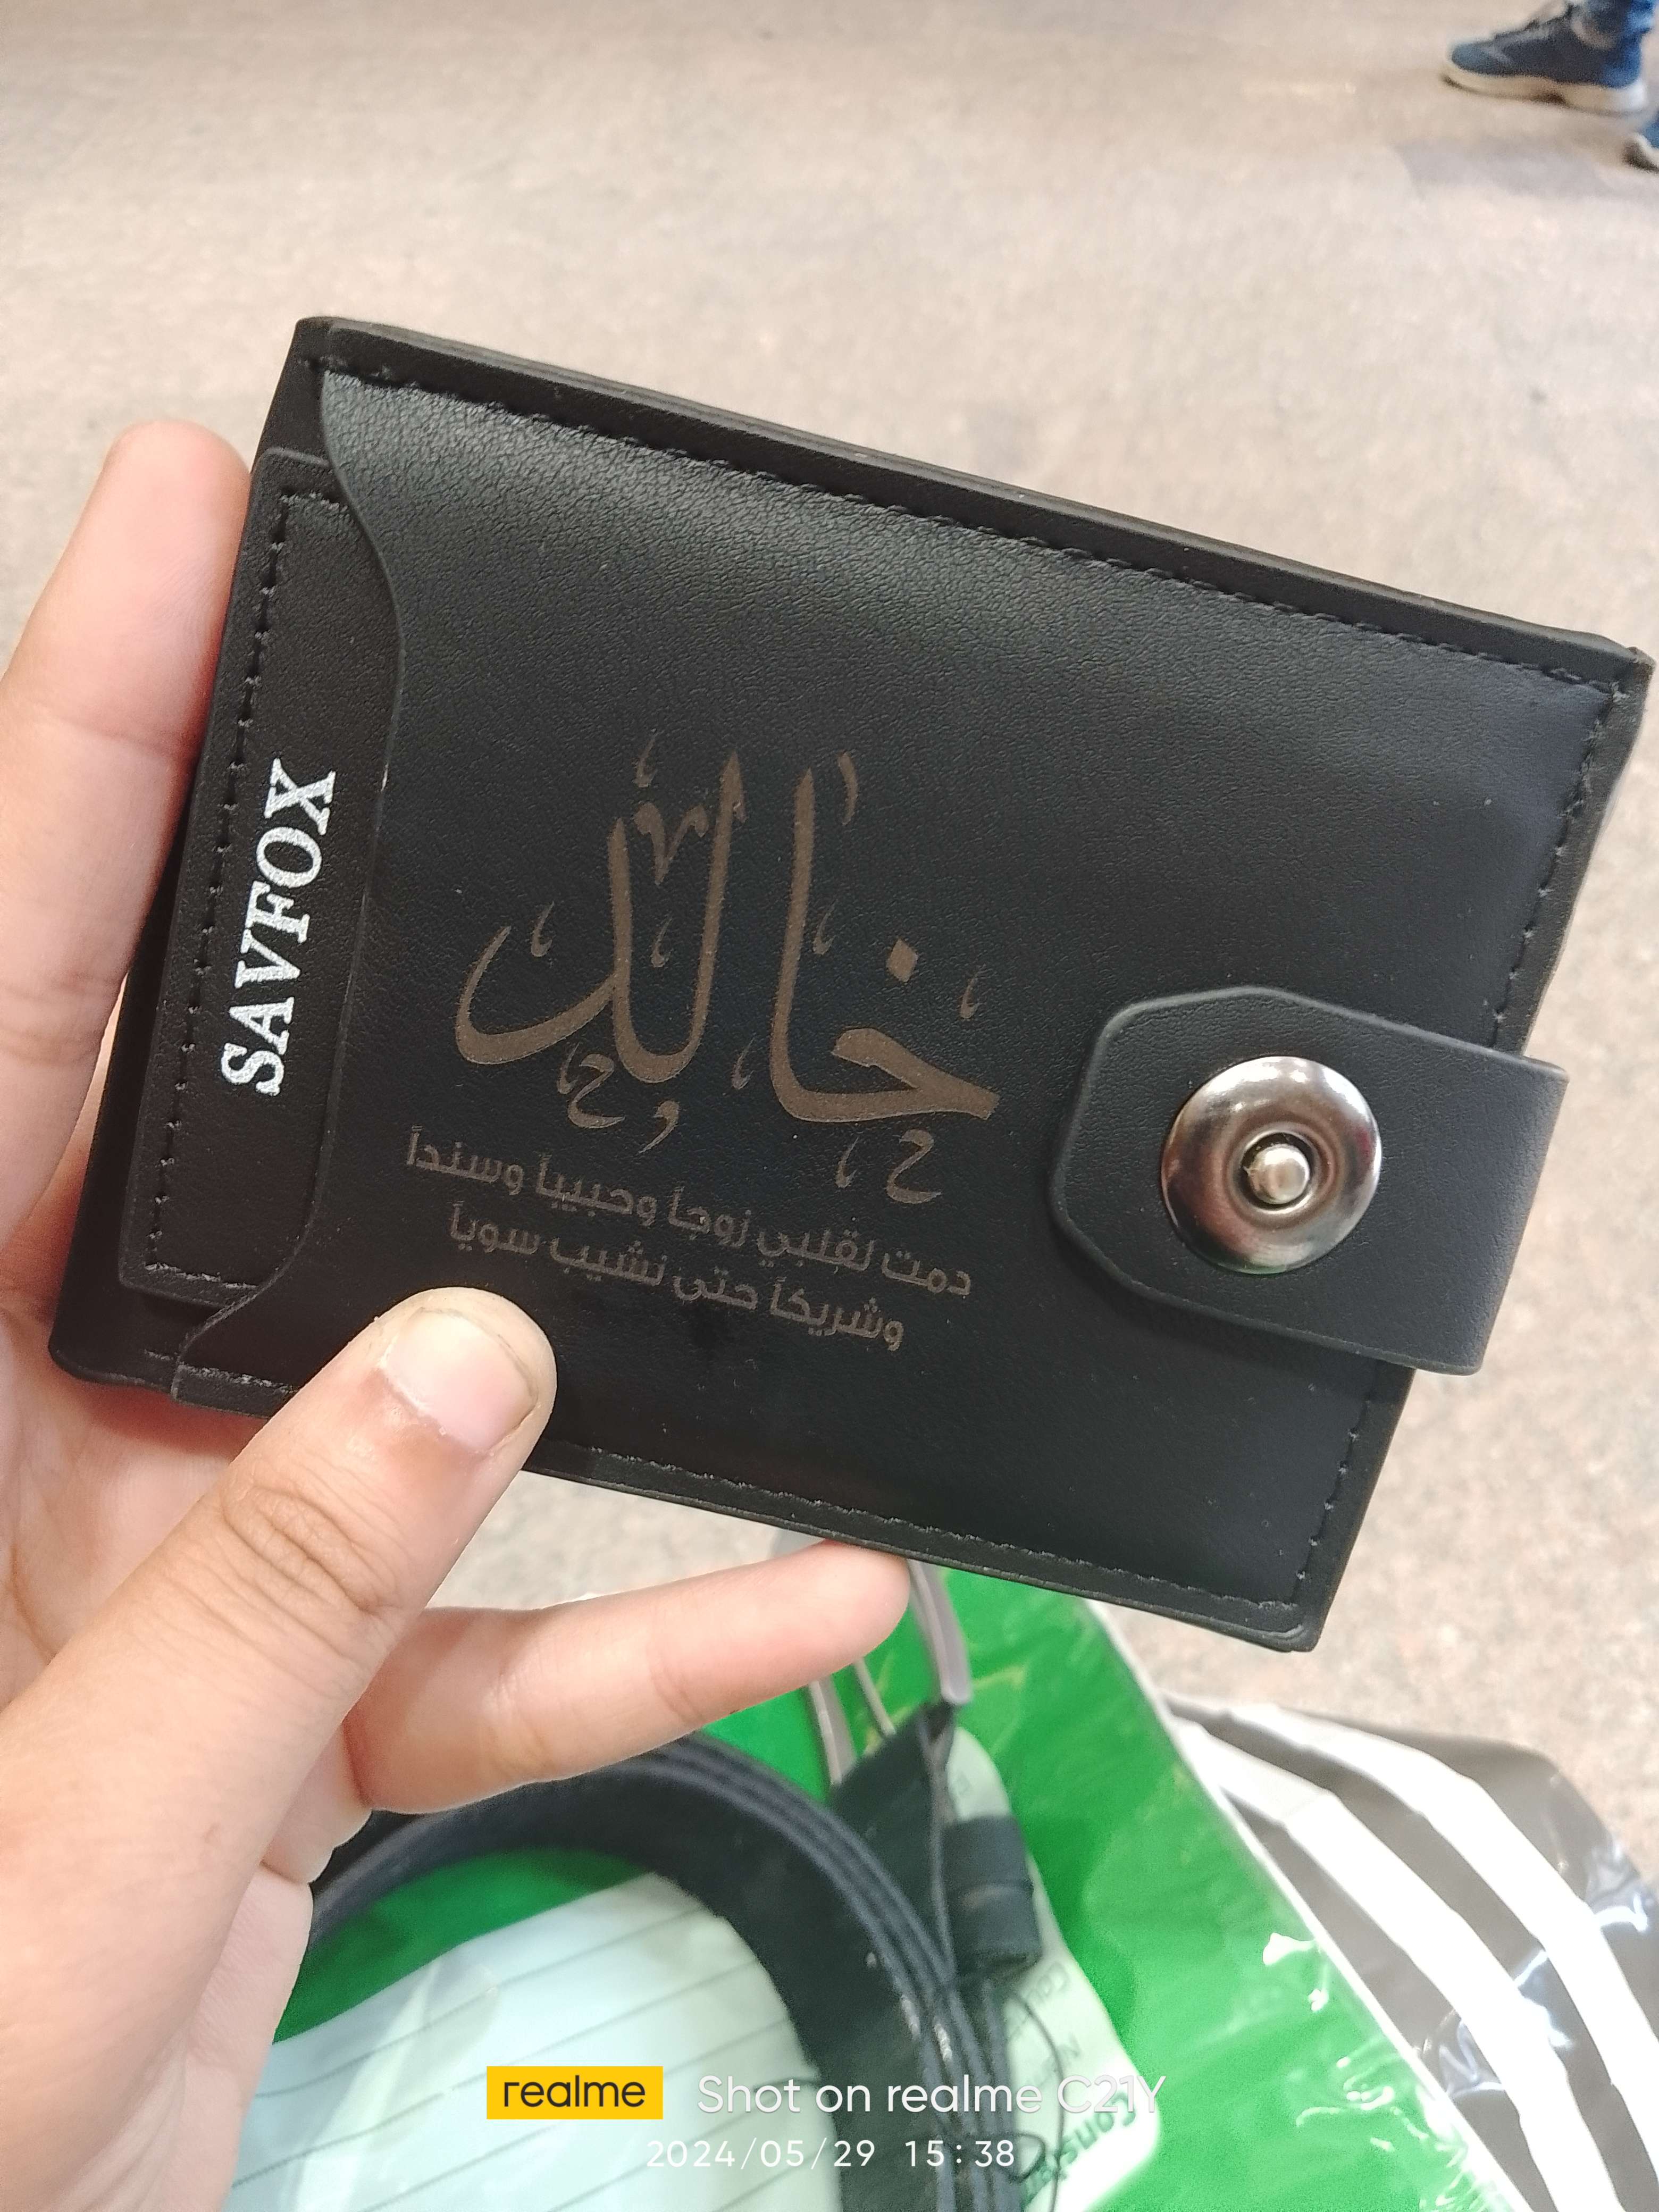 SAVFOX
خالد
دمت لقلبي زوجاً وحبيباً وسنداً
وشريكاً حتى نشيب سوياً
realme Shot on realme C21Y
2024/05/29 15:38